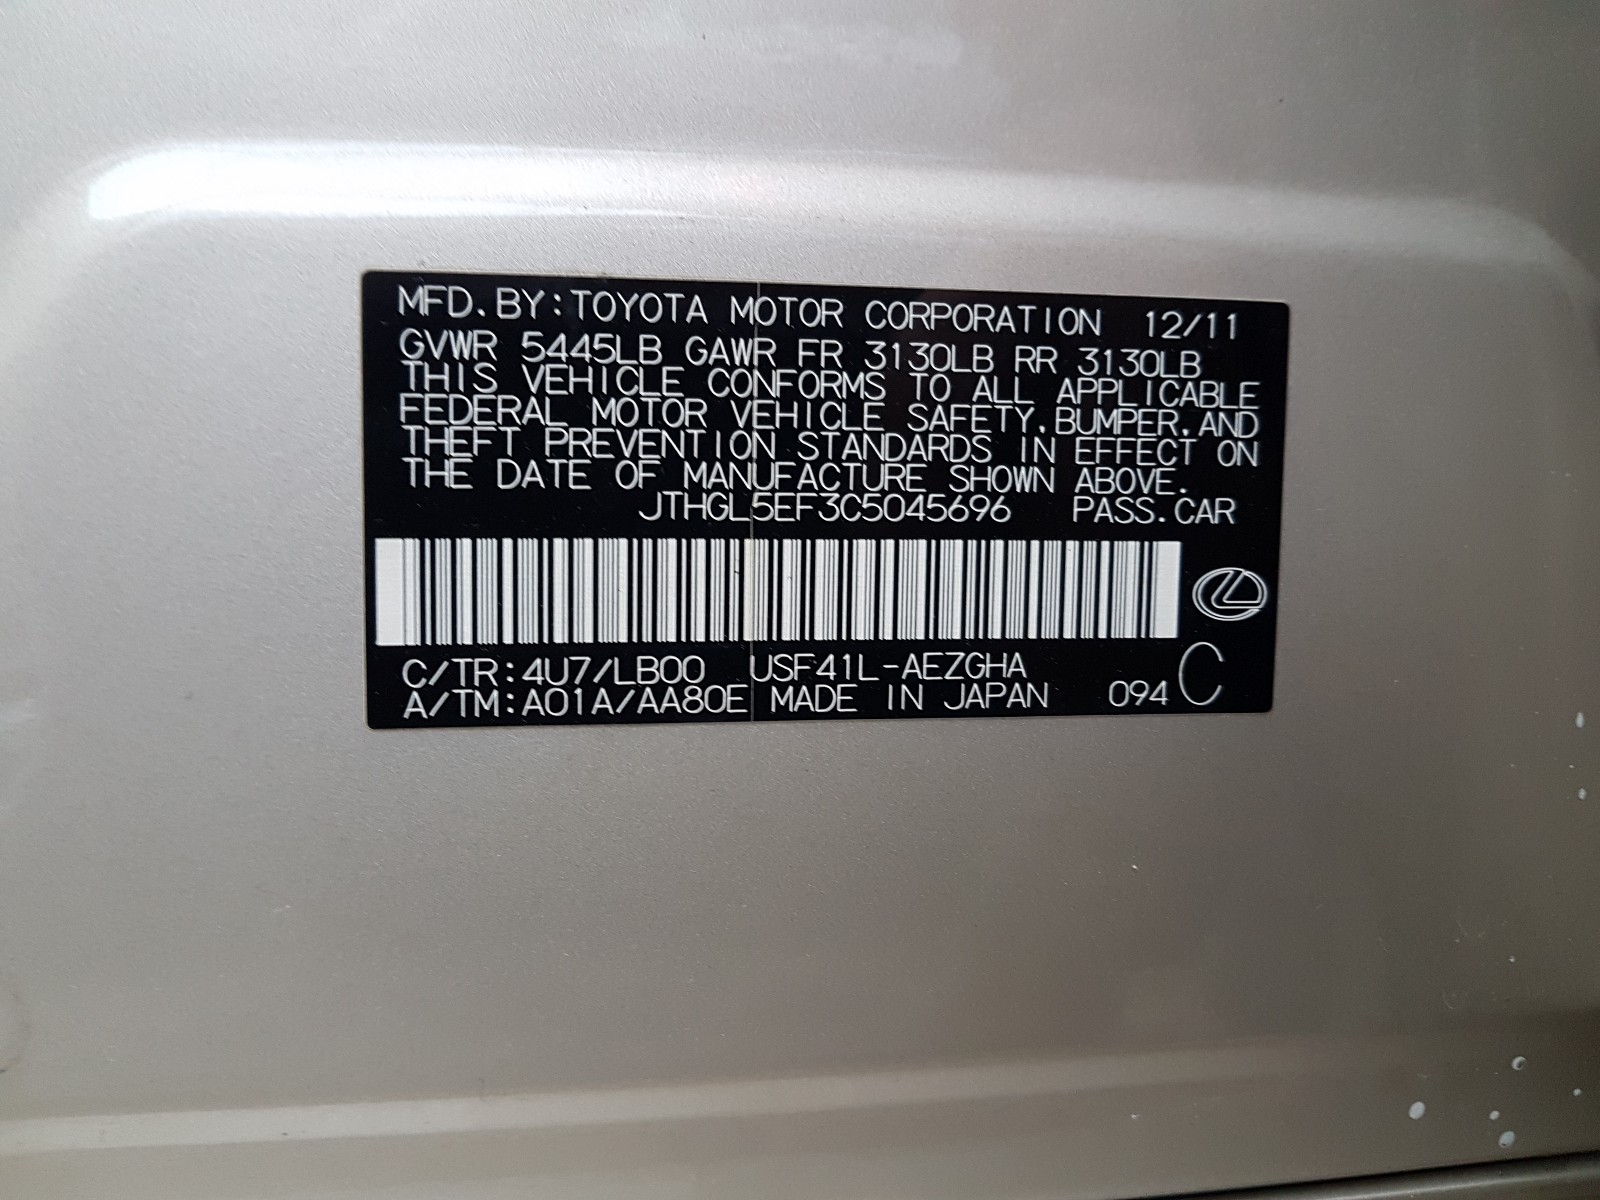 MFD. BY: TOYOTA MOTOR CORPORATION 12/11
GVWR 5445LB GAWR FR 3130LB RR 3130LB
THIS VEHICLE CONFORMS TO ALL APPLICABLE
FEDERAL MOTOR VEHICLE SAFETY, BUMPER, AND
THEFT PREVENTION STANDARDS IN EFFECT ON
THE DATE OF MANUFACTURE SHOWN ABOVE.
JTHGL5EF3C5045696 PASS. CAR
C/TR: 4U7/LB00 USF41L-AEZGHA
A/TM: A01A/AA80E MADE IN JAPAN 094 C